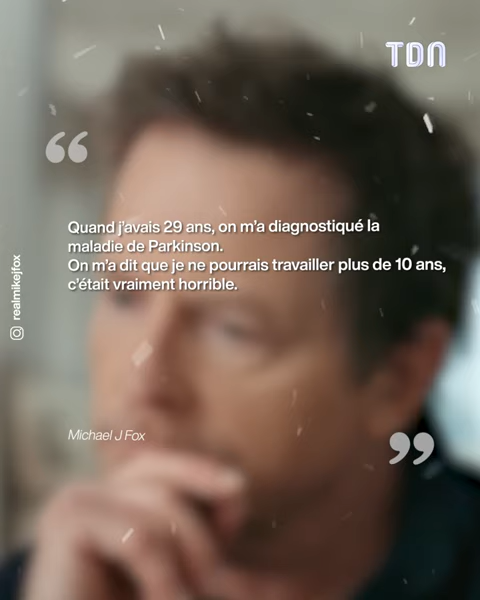 TDN
Quand j'avais 29 ans, on m'a diagnostiqué la
maladie de Parkinson.
On m'a dit que je ne pourrais travailler plus de 10 ans,
c'était vraiment horrible.
realmikejfox
Michael J Fox